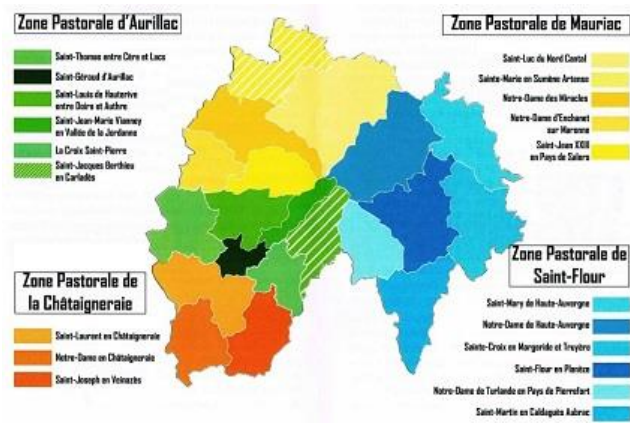 Zone Pastorale d'Aurillac
Saint-Thomas entre Cère et Lacs
Saint-Géraud d'Aurillac
Saint-Louis de Hauterive
entre Doire et Authre
Saint-Jean-Marie Vianney
en Vallée de la Jordanne
La Croix Saint-Pierre
Saint-Jacques Berthieu
en Carladès
Zone Pastorale de Mauriac
Saint-Luc du Nord Cantal
Sainte-Marie en Sumène Artense
Notre-Dame des Miracles
Notre-Dame d'Enchanet
sur Maronne
Saint-Jean XXIII
en Pays de Salers
Zone Pastorale de
la Châtaigneraie
Saint-Laurent en Châtaigneraie
Notre-Dame en Châtaigneraie
Saint-Joseph en Veinazès
Zone Pastorale de
Saint-Flour
Saint-Mary de Haute-Auvergne
Notre-Dame de Haute-Auvergne
Sainte-Croix en Margeride et Truyère
Saint-Flour en Planèze
Notre-Dame de Turlande en Pays de Pierrefort
Saint-Martin en Caldaguès Aubrac